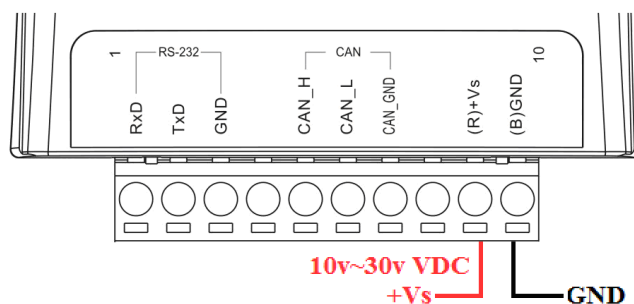 1 RS-232 CAN 10
RxD TxD GND CAN_H CAN_L CAN_GND (R)+Vs (B)GND
10v~30v VDC
+Vs GND